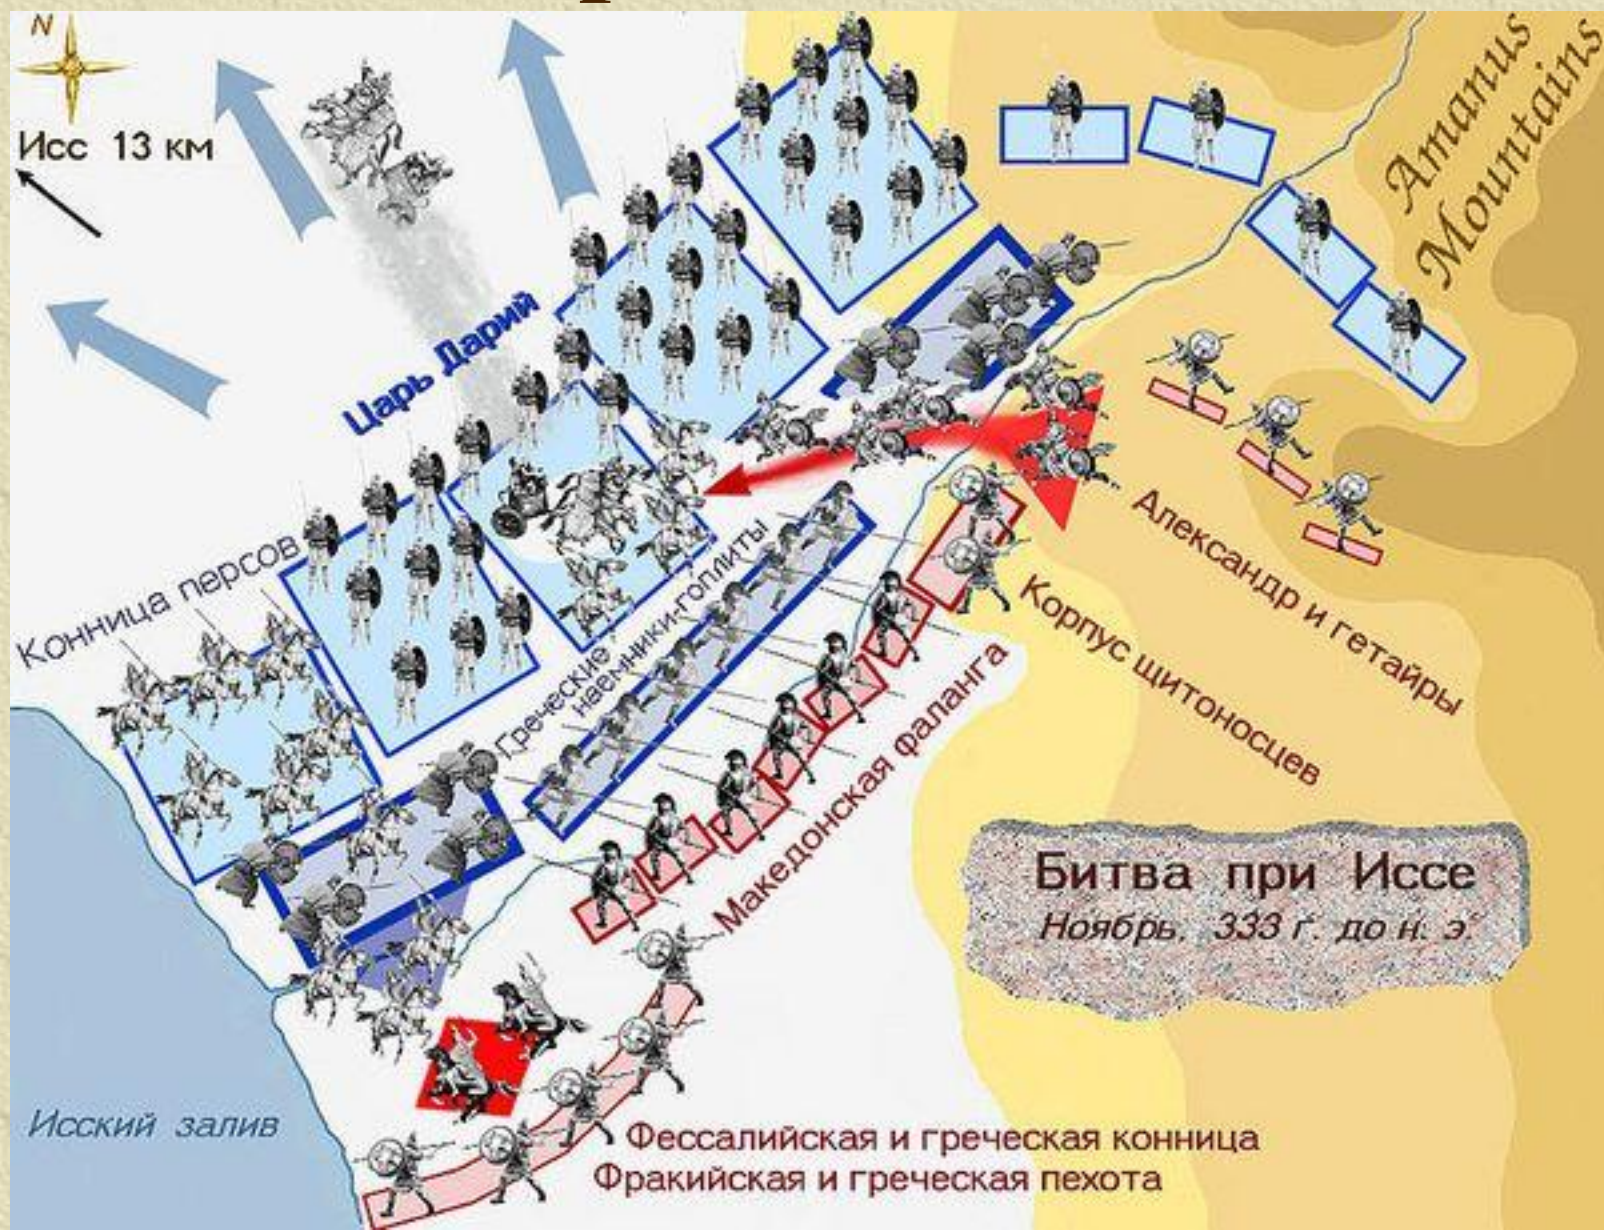 N
Исс 13 км
Amanus
Mountains
Царь Дарий
Конница персов
Греческие
наемники-гоплиты
Александр и гетайры
Корпус щитоносцев
Македонская фаланга
Битва при Иссе
Ноябрь, 333 г. до н. э.
Исский залив
Фессалийская и греческая конница
Фракийская и греческая пехота